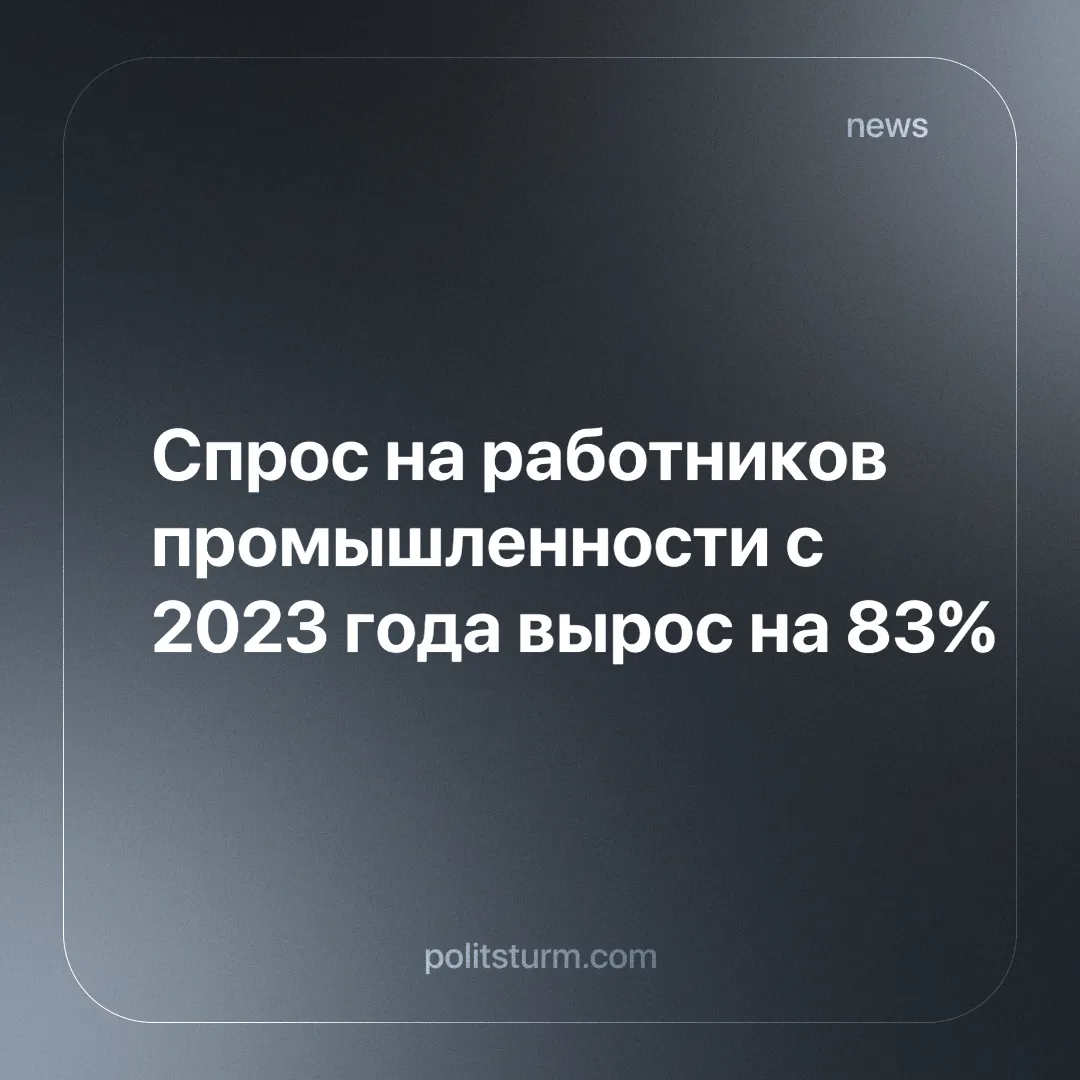 news
Спрос на работников
промышленности с
2023 года вырос на 83%
politsturm.com